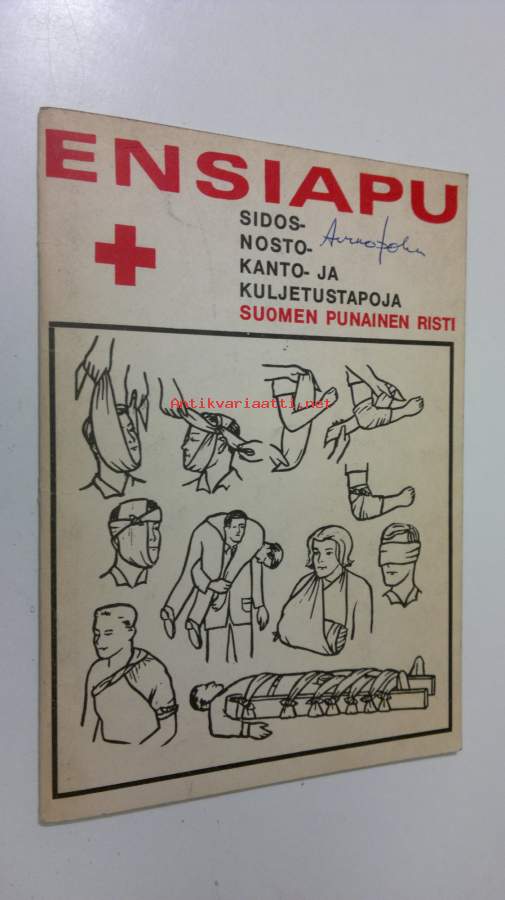 ENSIAPU
SIDOS-
NOSTO-
KANTO- JA
KULJETUSTAPOJA
SUOMEN PUNAINEN RISTI
Antikvariaatti.net